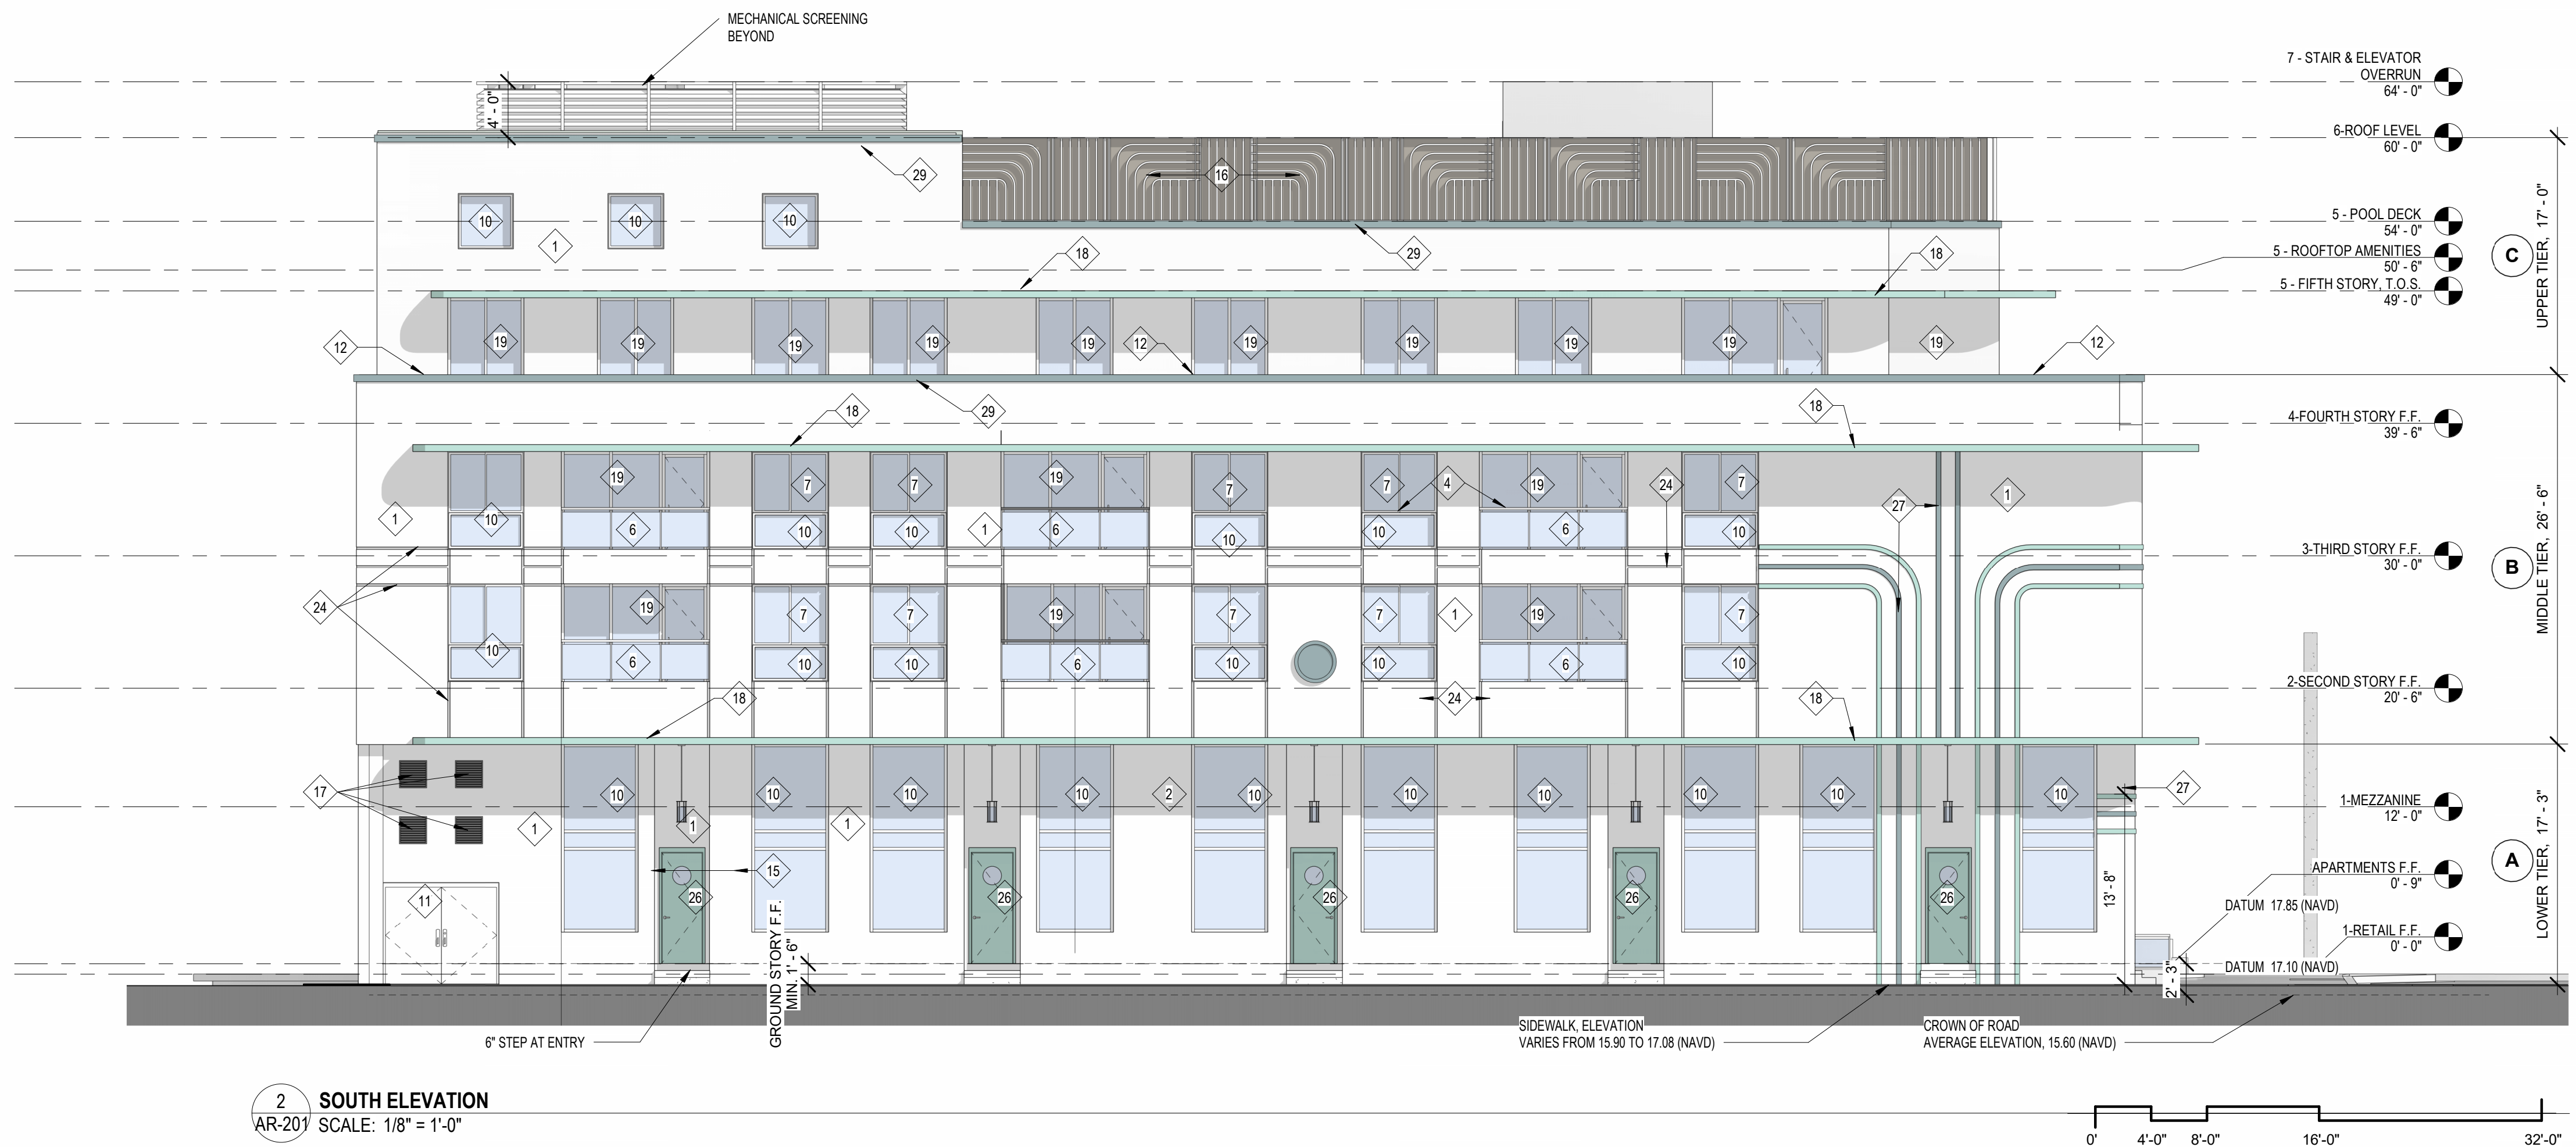 MECHANICAL SCREENING
BEYOND
7 - STAIR & ELEVATOR
OVERRUN
64' - 0"
4' - 0"
6-ROOF LEVEL
60' - 0"
29
16
10
10
10
1
5 - POOL DECK
54' - 0"
18
29
18
5 - ROOFTOP AMENITIES
50' - 6"
5 - FIFTH STORY, T.O.S.
49' - 0"
C
UPPER TIER, 17' - 0"
12
19
19
19
19
19
12
19
19
19
19
19
12
18
29
18
4-FOURTH STORY F.F.
39' - 6"
19
7
7
19
7
7
4
19
24
7
27
1
1
10
6
10
10
1
6
10
10
6
10
3-THIRD STORY F.F.
30' - 0"
B
MIDDLE TIER, 26' - 6"
24
19
7
7
19
7
7
1
19
7
10
6
10
10
6
10
10
6
10
18
24
18
2-SECOND STORY F.F.
20' - 6"
17
10
10
10
10
2
10
10
10
10
10
10
27
1
1
1
1-MEZZANINE
12' - 0"
15
A
LOWER TIER, 17' - 3"
13' - 8"
APARTMENTS F.F.
0' - 9"
11
26
26
26
26
26
DATUM 17.85 (NAVD)
1-RETAIL F.F.
0' - 0"
DATUM 17.10 (NAVD)
2' - 3"
GROUND STORY F.F.
MIN. 1' - 6"
6" STEP AT ENTRY
SIDEWALK, ELEVATION
VARIES FROM 15.90 TO 17.08 (NAVD)
CROWN OF ROAD
AVERAGE ELEVATION, 15.60 (NAVD)
2
AR-201
SOUTH ELEVATION
SCALE: 1/8" = 1'-0"
0' 4'-0" 8'-0" 16'-0" 32'-0"